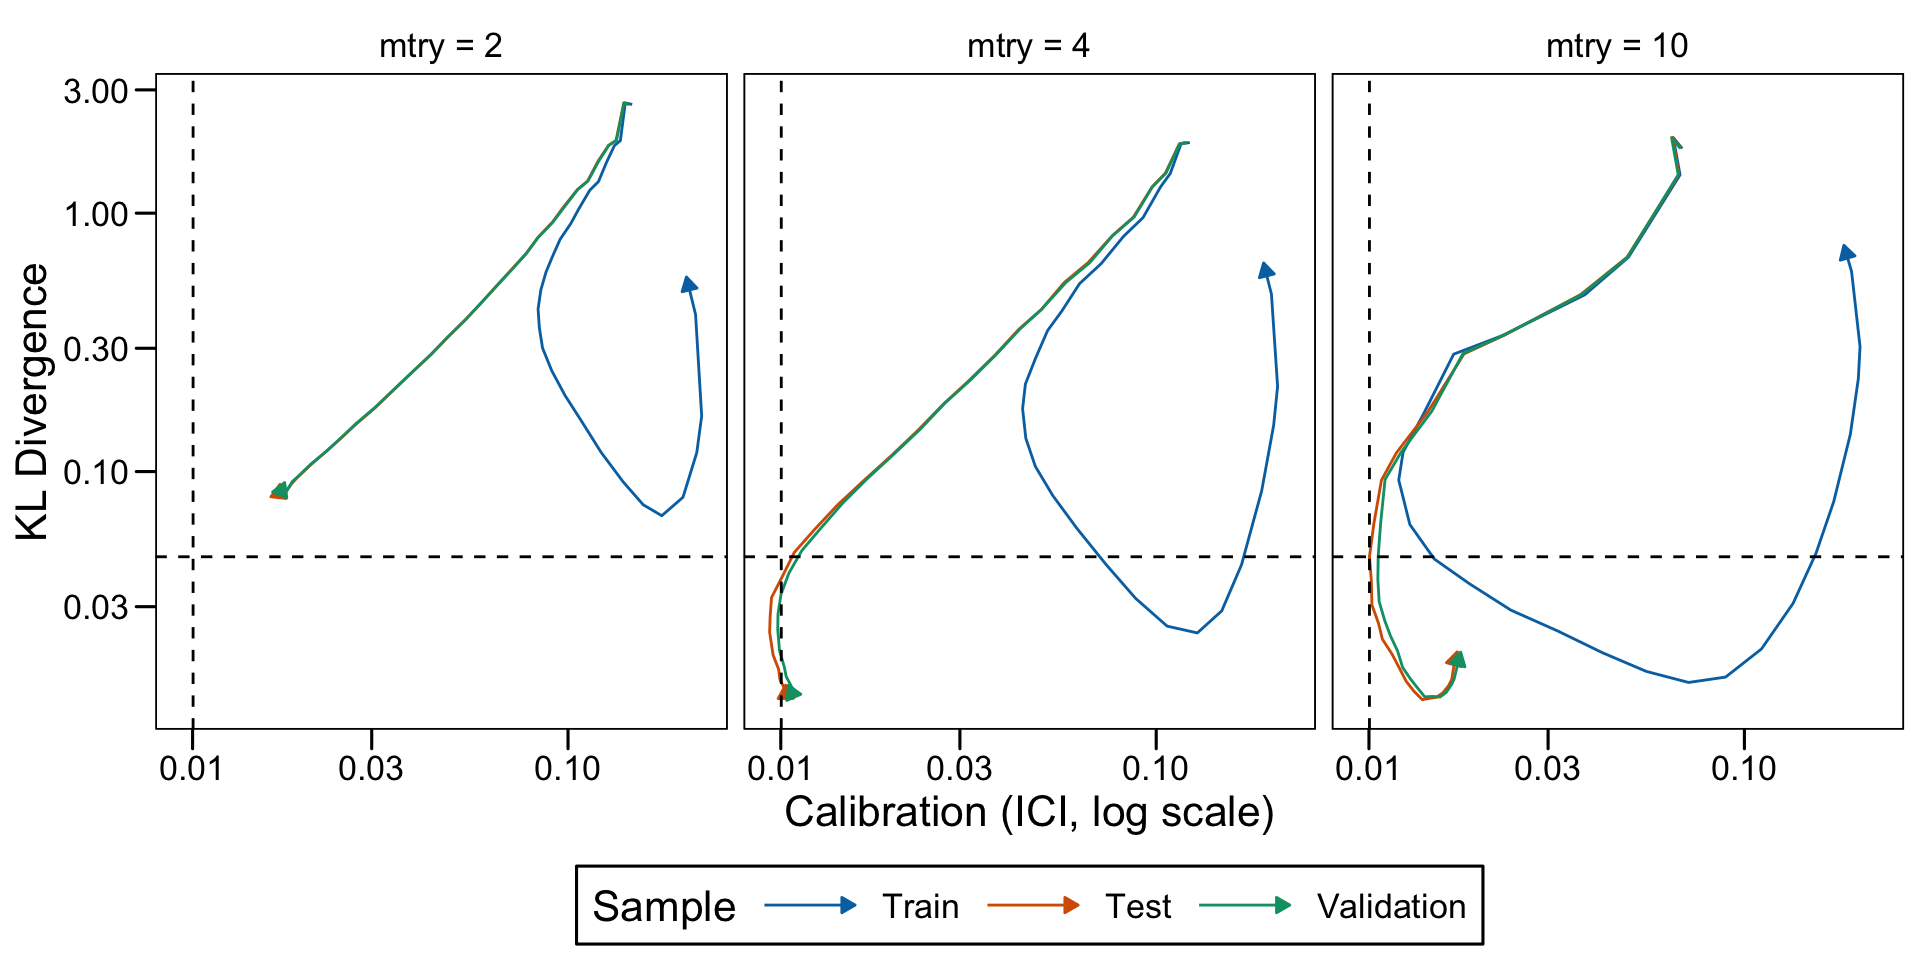 mtry = 2
mtry = 4
mtry = 10
KL Divergence
3.00
1.00
0.30
0.10
0.03
0.01 0.03 0.10
0.01 0.03 0.10
0.01 0.03 0.10
Calibration (ICI, log scale)
Sample Train Test Validation